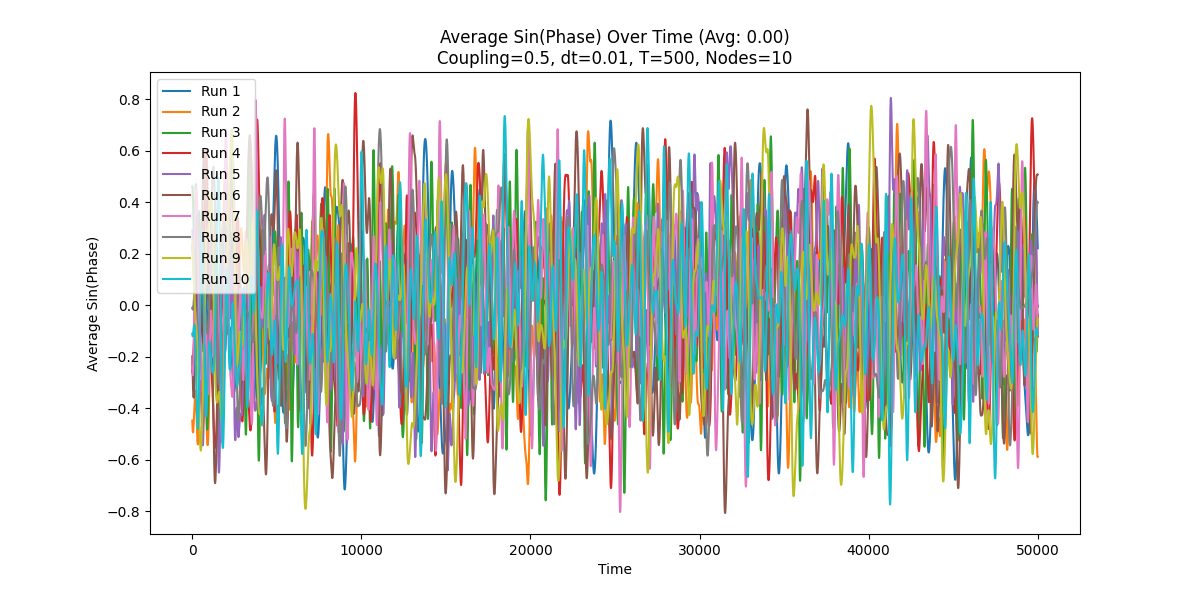 Average Sin(Phase) Over Time (Avg: 0.00)
Coupling=0.5, dt=0.01, T=500, Nodes=10
Average Sin(Phase)
0.8
0.6
0.4
0.2
0.0
−0.2
−0.4
−0.6
−0.8
Run 1
Run 2
Run 3
Run 4
Run 5
Run 6
Run 7
Run 8
Run 9
Run 10
0 10000 20000 30000 40000 50000
Time